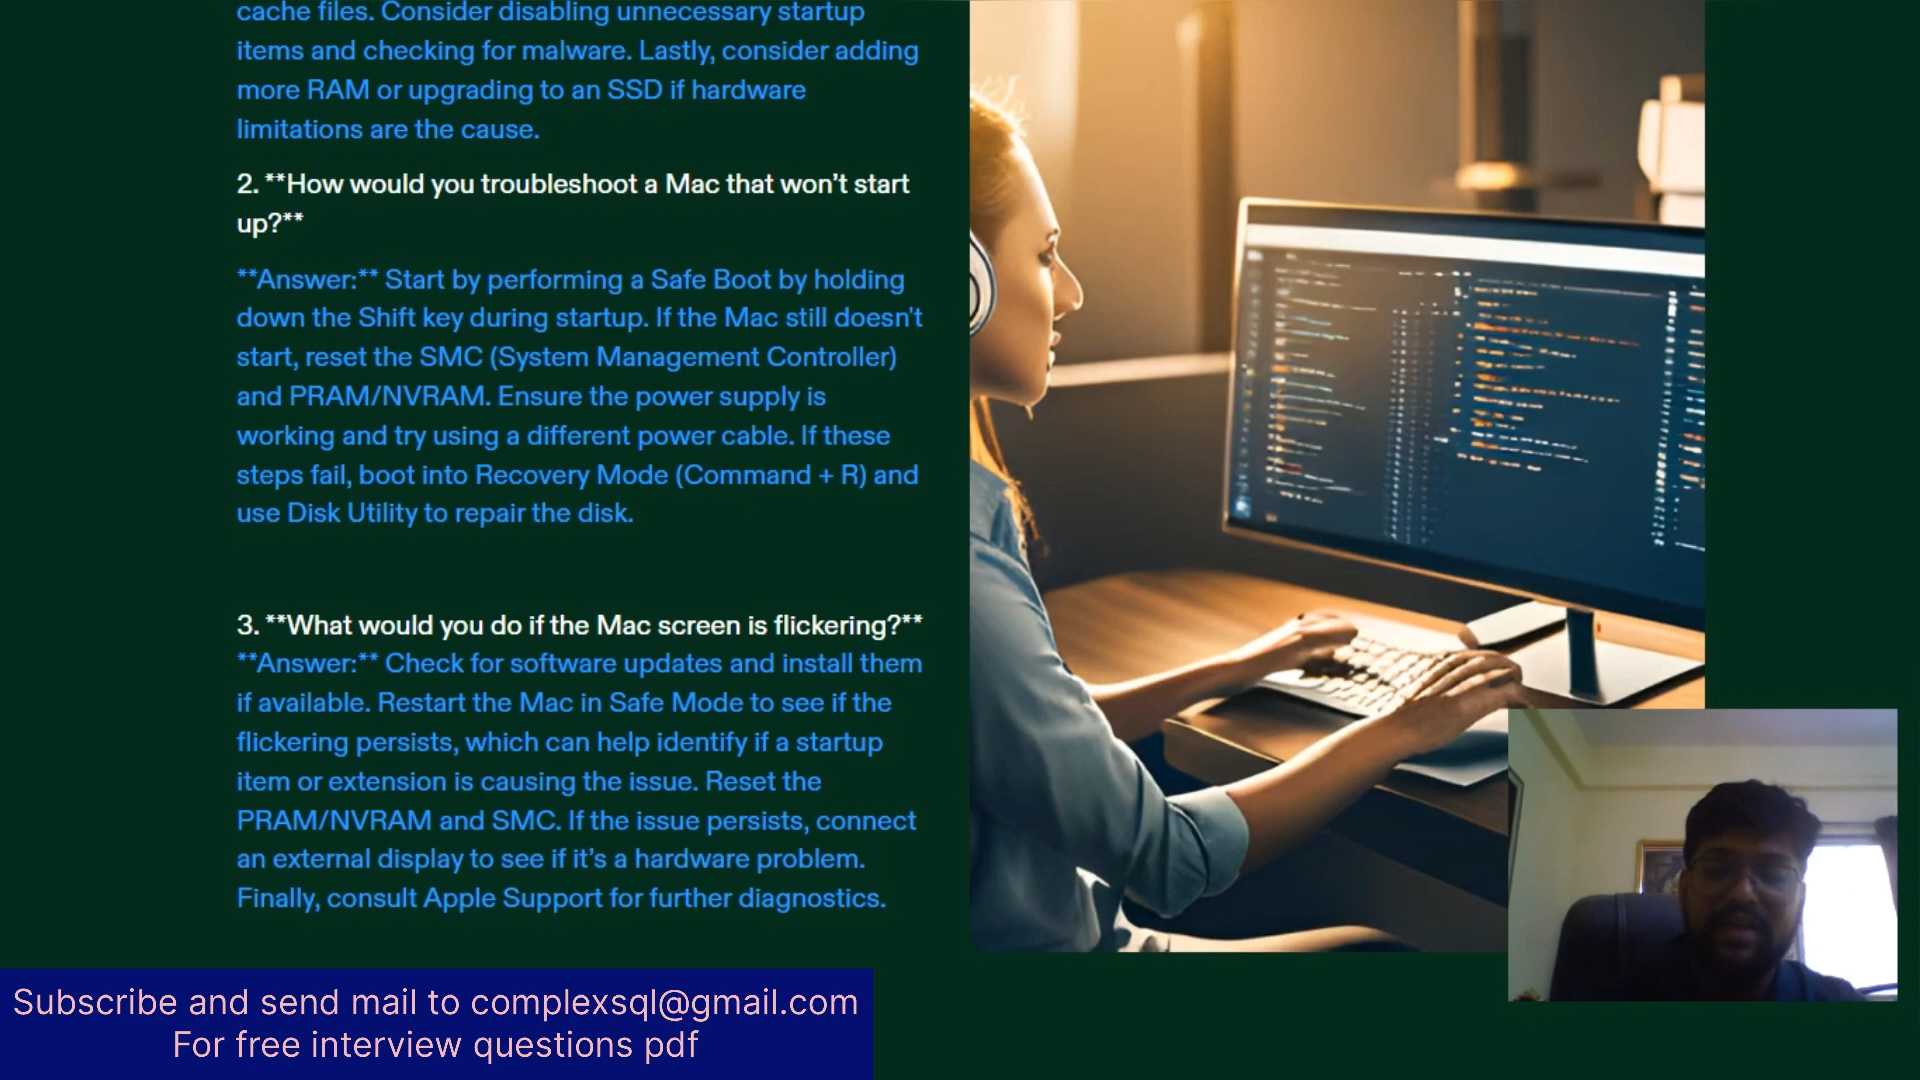 cache files. Consider disabling unnecessary startup
items and checking for malware. Lastly, consider adding
more RAM or upgrading to an SSD if hardware
limitations are the cause.
2. **How would you troubleshoot a Mac that won’t start
up?**
**Answer:** Start by performing a Safe Boot by holding
down the Shift key during startup. If the Mac still doesn't
start, reset the SMC (System Management Controller)
and PRAM/NVRAM. Ensure the power supply is
working and try using a different power cable. If these
steps fail, boot into Recovery Mode (Command + R) and
use Disk Utility to repair the disk.
3. **What would you do if the Mac screen is flickering?**
**Answer:** Check for software updates and install them
if available. Restart the Mac in Safe Mode to see if the
flickering persists, which can help identify if a startup
item or extension is causing the issue. Reset the
PRAM/NVRAM and SMC. If the issue persists, connect
an external display to see if it’s a hardware problem.
Finally, consult Apple Support for further diagnostics.
Subscribe and send mail to complexsql@gmail.com
For free interview questions pdf